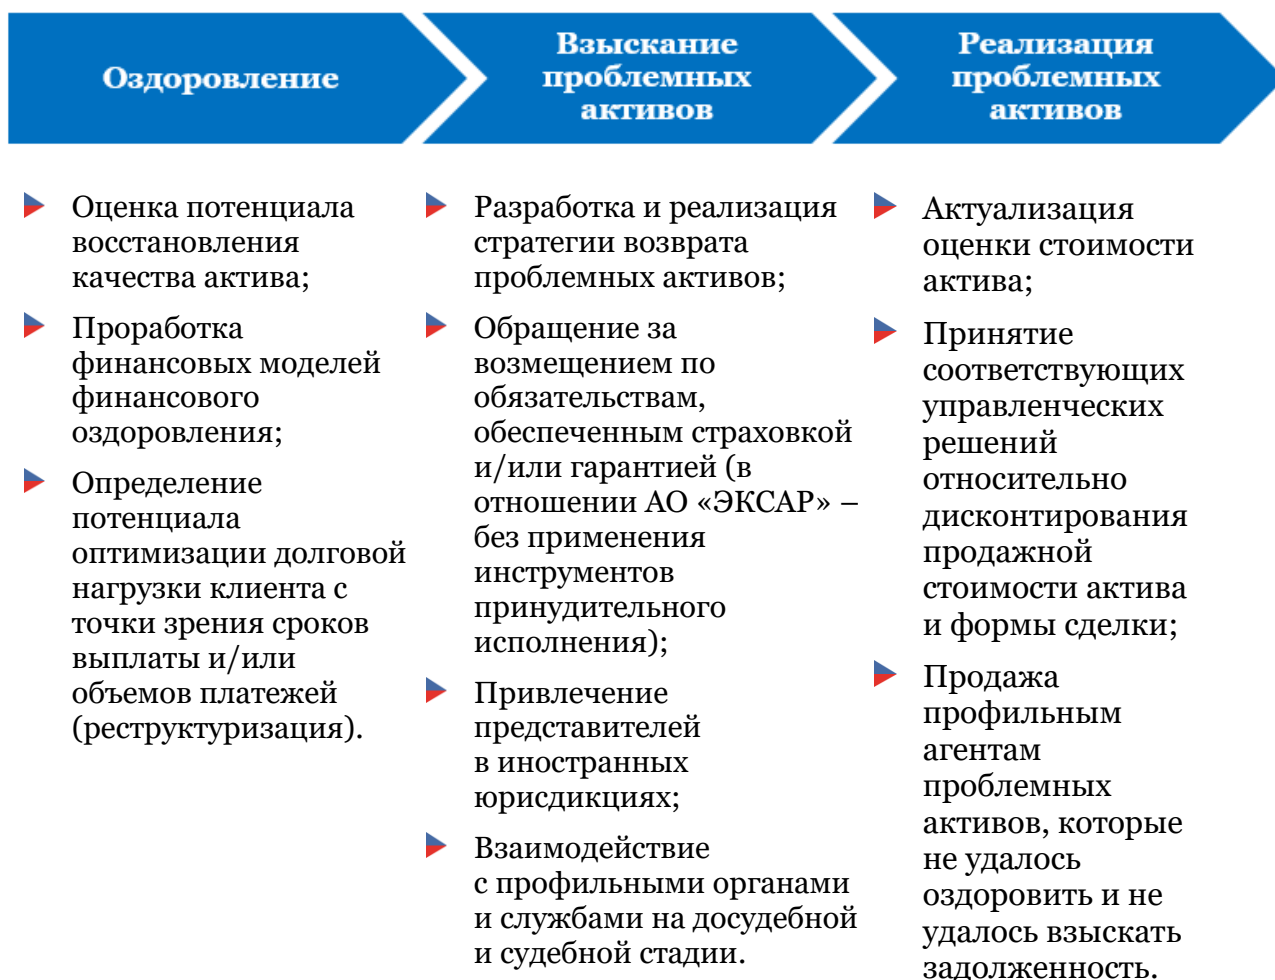 Оздоровление
Взыскание
проблемных
активов
Реализация
проблемных
активов
Оценка потенциала
восстановления
качества актива;
Проработка
финансовых моделей
финансового
оздоровления;
Определение
потенциала
оптимизации долговой
нагрузки клиента с
точки зрения сроков
выплаты и/или
объемов платежей
(реструктуризация).
Разработка и реализация
стратегии возврата
проблемных активов;
Обращение за
возмещением по
обязательствам,
обеспеченным страховкой
и/или гарантией (в
отношении АО «ЭКСАР» –
без применения
инструментов
принудительного
исполнения);
Привлечение
представителей
в иностранных
юрисдикциях;
Взаимодействие
с профильными органами
и службами на досудебной
и судебной стадии.
Актуализация
оценки стоимости
актива;
Принятие
соответствующих
управленческих
решений
относительно
дисконтирования
продажной
стоимости актива
и формы сделки;
Продажа
профильным
агентам
проблемных
активов, которые
не удалось
оздоровить и не
удалось взыскать
задолженность.